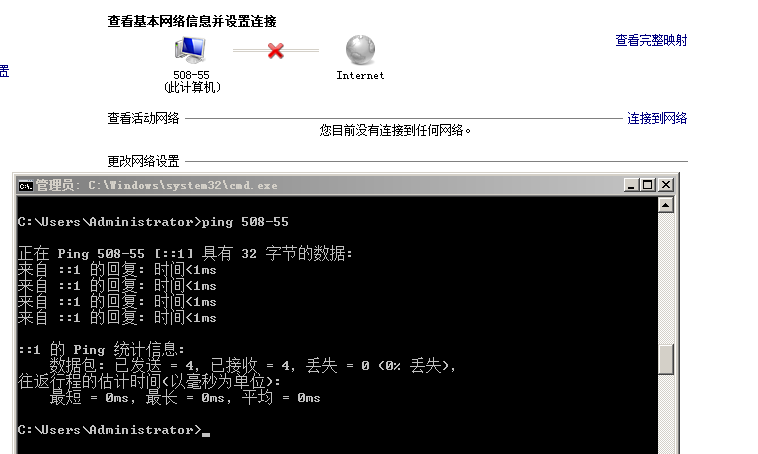 查看基本网络信息并设置连接
查看完整映射
置
508-55
(此计算机)
Internet
查看活动网络
连接到网络
您目前没有连接到任何网络。
更改网络设置
管理员: C:\Windows\system32\cmd.exe
C:\Users\Administrator>ping 508-55
正在 Ping 508-55 [::1] 具有 32 字节的数据:
来自 ::1 的回复: 时间<1ms
来自 ::1 的回复: 时间<1ms
来自 ::1 的回复: 时间<1ms
来自 ::1 的回复: 时间<1ms
::1 的 Ping 统计信息:
数据包: 已发送 = 4, 已接收 = 4, 丢失 = 0 (0% 丢失),
往返行程的估计时间(以毫秒为单位):
最短 = 0ms, 最长 = 0ms, 平均 = 0ms
C:\Users\Administrator>_